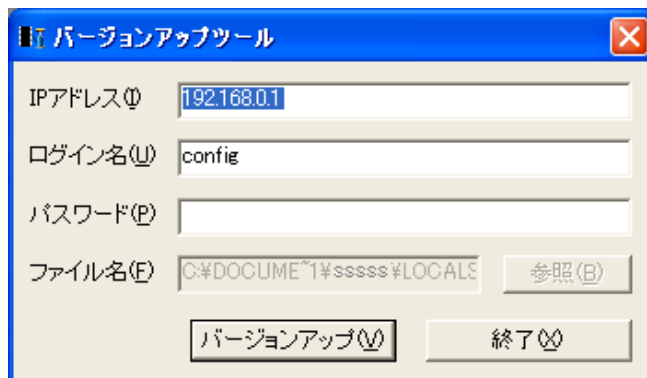 バージョンアップツール
IPアドレス(I) 192.168.0.1
ログイン名(U) config
パスワード(P)
ファイル名(F) C:¥DOCUME~1¥sssss¥LOCALS 参照(B)
バージョンアップ(V) 終了(X)